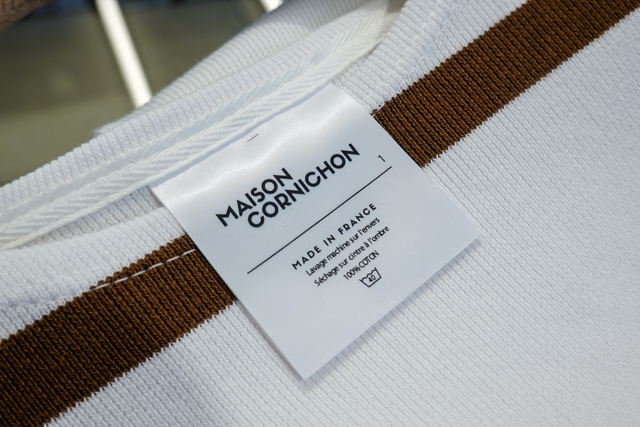 MAISON
CORNICHON
1
MADE IN FRANCE
Lavage machine sur l'envers
Séchage sur cintre à l'ombre
100% COTON
40°